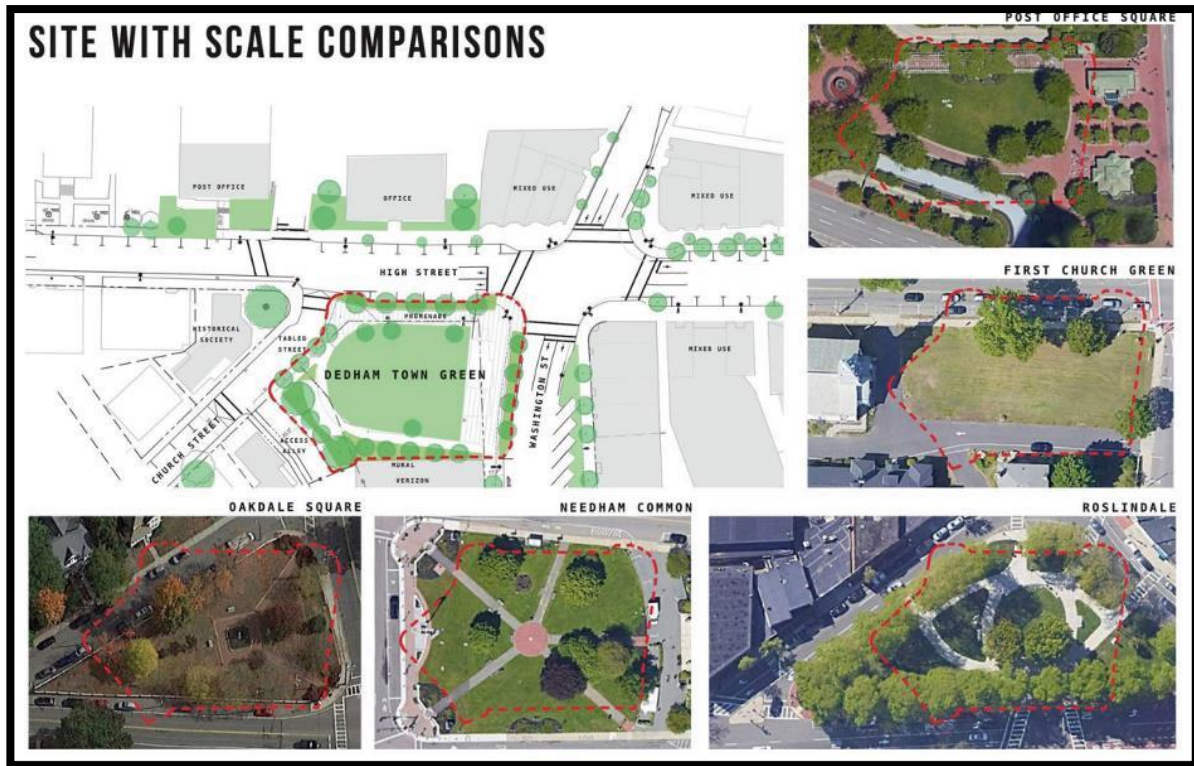 SITE WITH SCALE COMPARISONS
POST OFFICE SQUARE
POST OFFICE
OFFICE
MIXED USE
MIXED USE
HIGH STREET
FIRST CHURCH GREEN
HISTORICAL
SOCIETY
PROMENADE
TABLED
STREET
MIXED USE
DEDHAM TOWN GREEN
WASHINGTON ST
CHURCH STREET
ACCESS
ALLEY
MURAL
VERIZON
OAKDALE SQUARE
NEEDHAM COMMON
ROSLINDALE